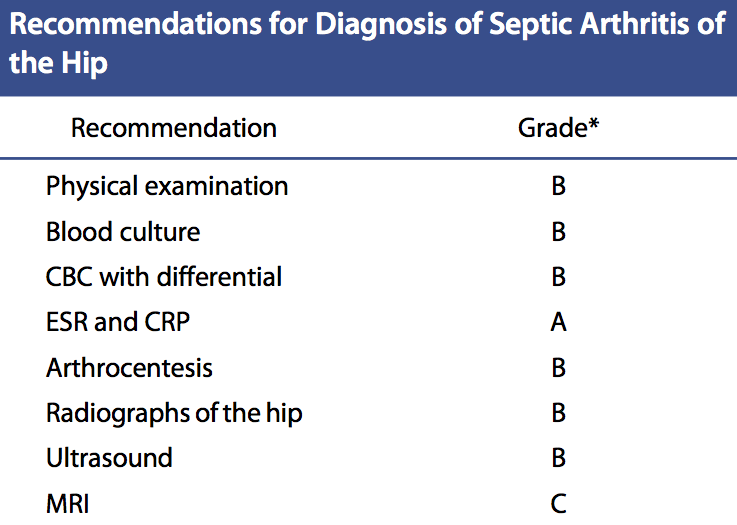 Recommendations for Diagnosis of Septic Arthritis of
the Hip
Recommendation Grade*
Physical examination B
Blood culture B
CBC with differential B
ESR and CRP A
Arthrocentesis B
Radiographs of the hip B
Ultrasound B
MRI C